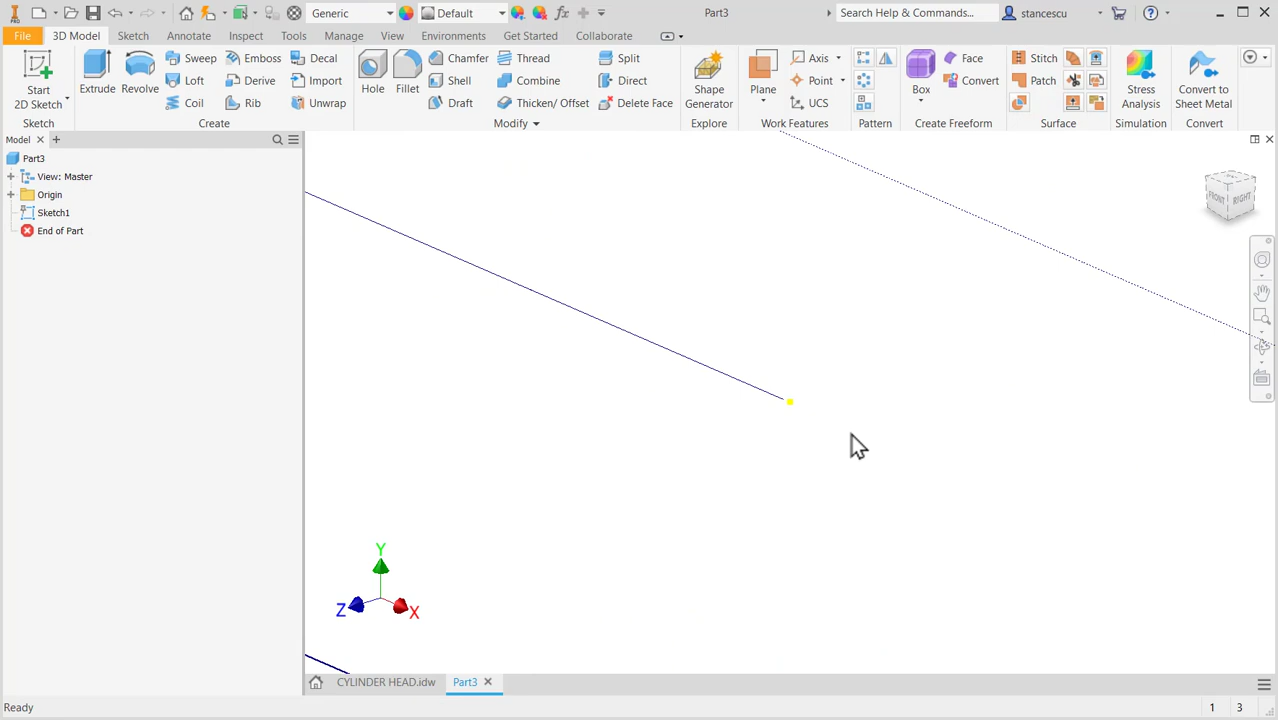 PRO
Generic
Default
Part3
Search Help & Commands...
stancescu
File
3D Model
Sketch
Annotate
Inspect
Tools
Manage
View
Environments
Get Started
Collaborate
Start
2D Sketch
Extrude
Revolve
Sweep
Emboss
Decal
Loft
Derive
Import
Coil
Rib
Unwrap
Hole
Fillet
Chamfer
Thread
Split
Shell
Combine
Direct
Draft
Thicken/ Offset
Delete Face
Shape
Generator
Plane
Axis
Point
UCS
Box
Face
Convert
Stitch
Patch
Stress
Analysis
Convert to
Sheet Metal
Sketch
Create
Modify
Explore
Work Features
Pattern
Create Freeform
Surface
Simulation
Convert
Model
Part3
View: Master
Origin
Sketch1
End of Part
FRONT
RIGHT
Y
Z
X
CYLINDER HEAD.idw
Part3
Ready
1
3